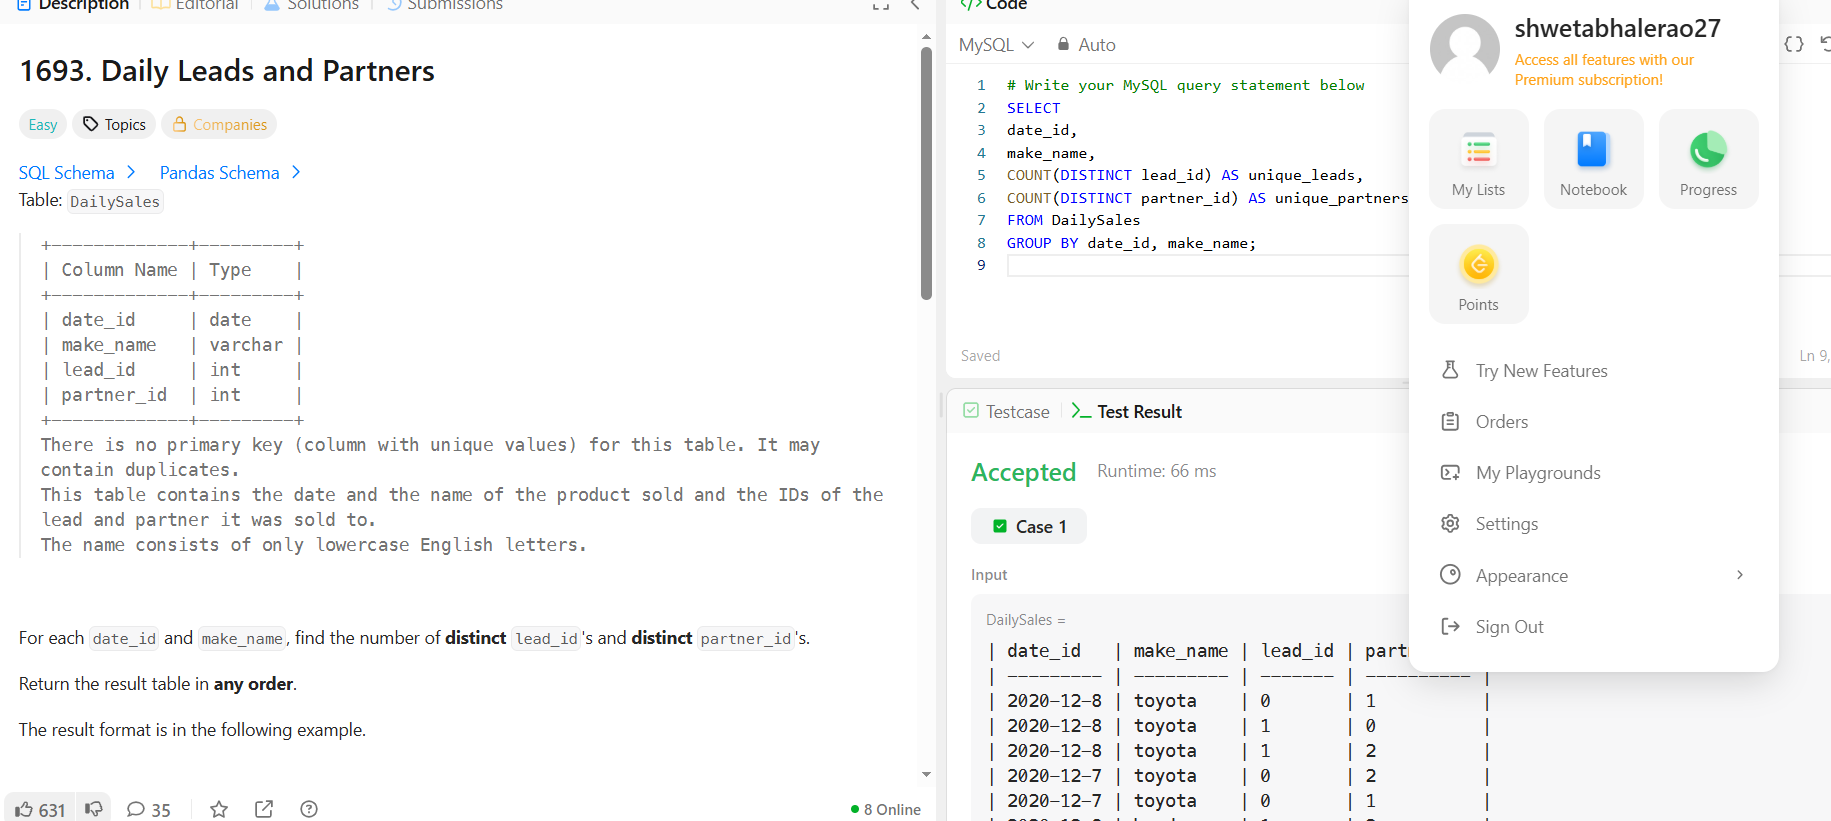 Description
Editorial
Solutions
Submissions
1693. Daily Leads and Partners
Easy
Topics
Companies
SQL Schema
Pandas Schema
Table: DailySales
+-------------+---------+
| Column Name | Type    |
+-------------+---------+
| date_id     | date    |
| make_name   | varchar |
| lead_id     | int     |
| partner_id  | int     |
+-------------+---------+
There is no primary key (column with unique values) for this table. It may
contain duplicates.
This table contains the date and the name of the product sold and the IDs of the
lead and partner it was sold to.
The name consists of only lowercase English letters.
For each date_id and make_name, find the number of distinct lead_id's and distinct partner_id's.
Return the result table in any order.
The result format is in the following example.
631
35
8 Online
Code
MySQL
Auto
1 # Write your MySQL query statement below
2 SELECT
3 date_id,
4 make_name,
5 COUNT(DISTINCT lead_id) AS unique_leads,
6 COUNT(DISTINCT partner_id) AS unique_partners
7 FROM DailySales
8 GROUP BY date_id, make_name;
9
Saved
Ln 9,
Testcase
Test Result
Accepted
Runtime: 66 ms
Case 1
Input
DailySales =
| date_id   | make_name | lead_id | part
| --------- | --------- | ------- | ---------- |
| 2020-12-8 | toyota    | 0       | 1          |
| 2020-12-8 | toyota    | 1       | 0          |
| 2020-12-8 | toyota    | 1       | 2          |
| 2020-12-7 | toyota    | 0       | 2          |
| 2020-12-7 | toyota    | 0       | 1          |
shwetabhalerao27
Access all features with our
Premium subscription!
My Lists
Notebook
Progress
Points
Try New Features
Orders
My Playgrounds
Settings
Appearance
Sign Out